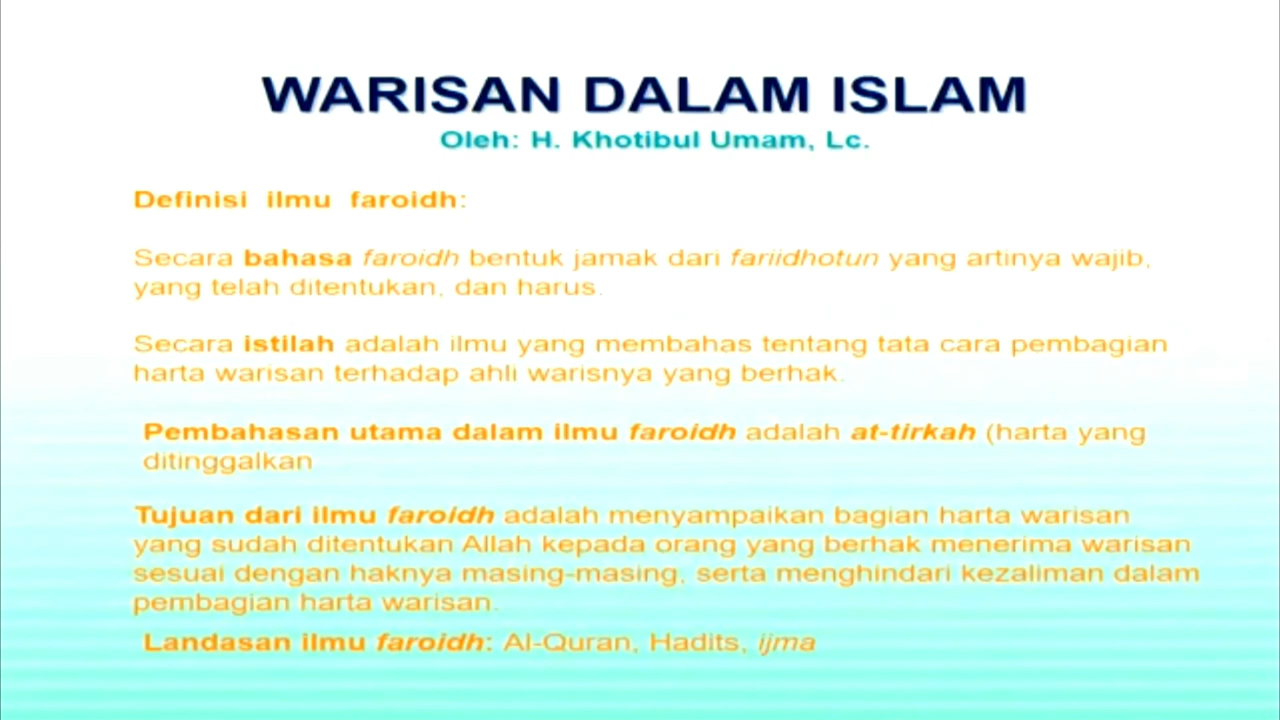 WARISAN DALAM ISLAM
Oleh: H. Khotibul Umam, Lc.
Definisi ilmu faroidh:
Secara bahasa faroidh bentuk jamak dari fariidhotun yang artinya wajib,
yang telah ditentukan, dan harus.
Secara istilah adalah ilmu yang membahas tentang tata cara pembagian
harta warisan terhadap ahli warisnya yang berhak.
Pembahasan utama dalam ilmu faroidh adalah at-tirkah (harta yang
ditinggalkan
Tujuan dari ilmu faroidh adalah menyampaikan bagian harta warisan
yang sudah ditentukan Allah kepada orang yang berhak menerima warisan
sesuai dengan haknya masing-masing, serta menghindari kezaliman dalam
pembagian harta warisan.
Landasan ilmu faroidh: Al-Quran, Hadits, ijma